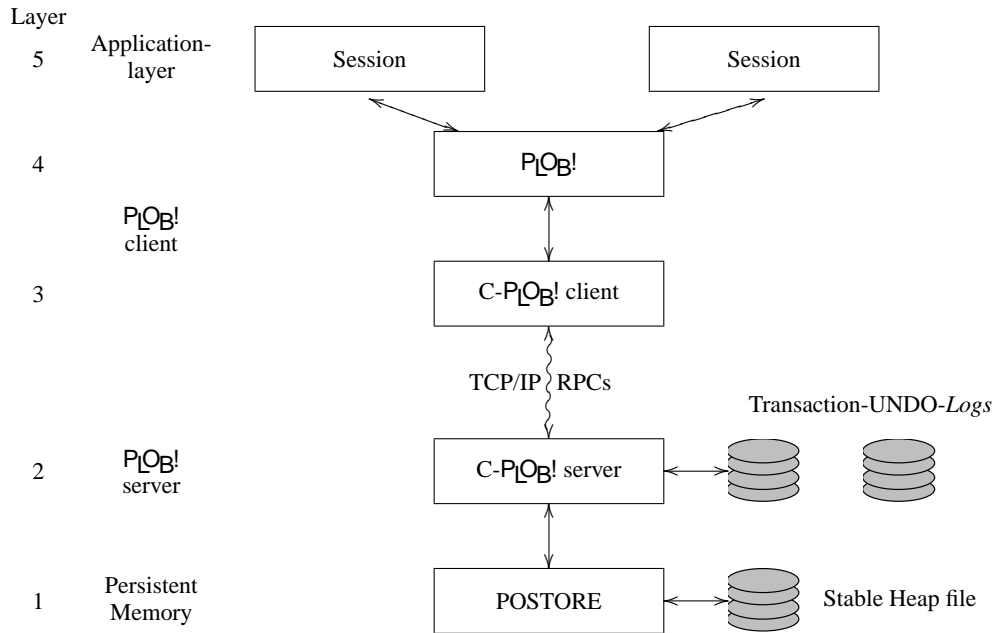 Layer
5
Application-
layer
Session
Session
4
PLOB!
PLOB!
client
3
C-PLOB! client
TCP/IP RPCs
Transaction-UNDO-Logs
2
PLOB!
server
C-PLOB! server
1
Persistent
Memory
POSTORE
Stable Heap file